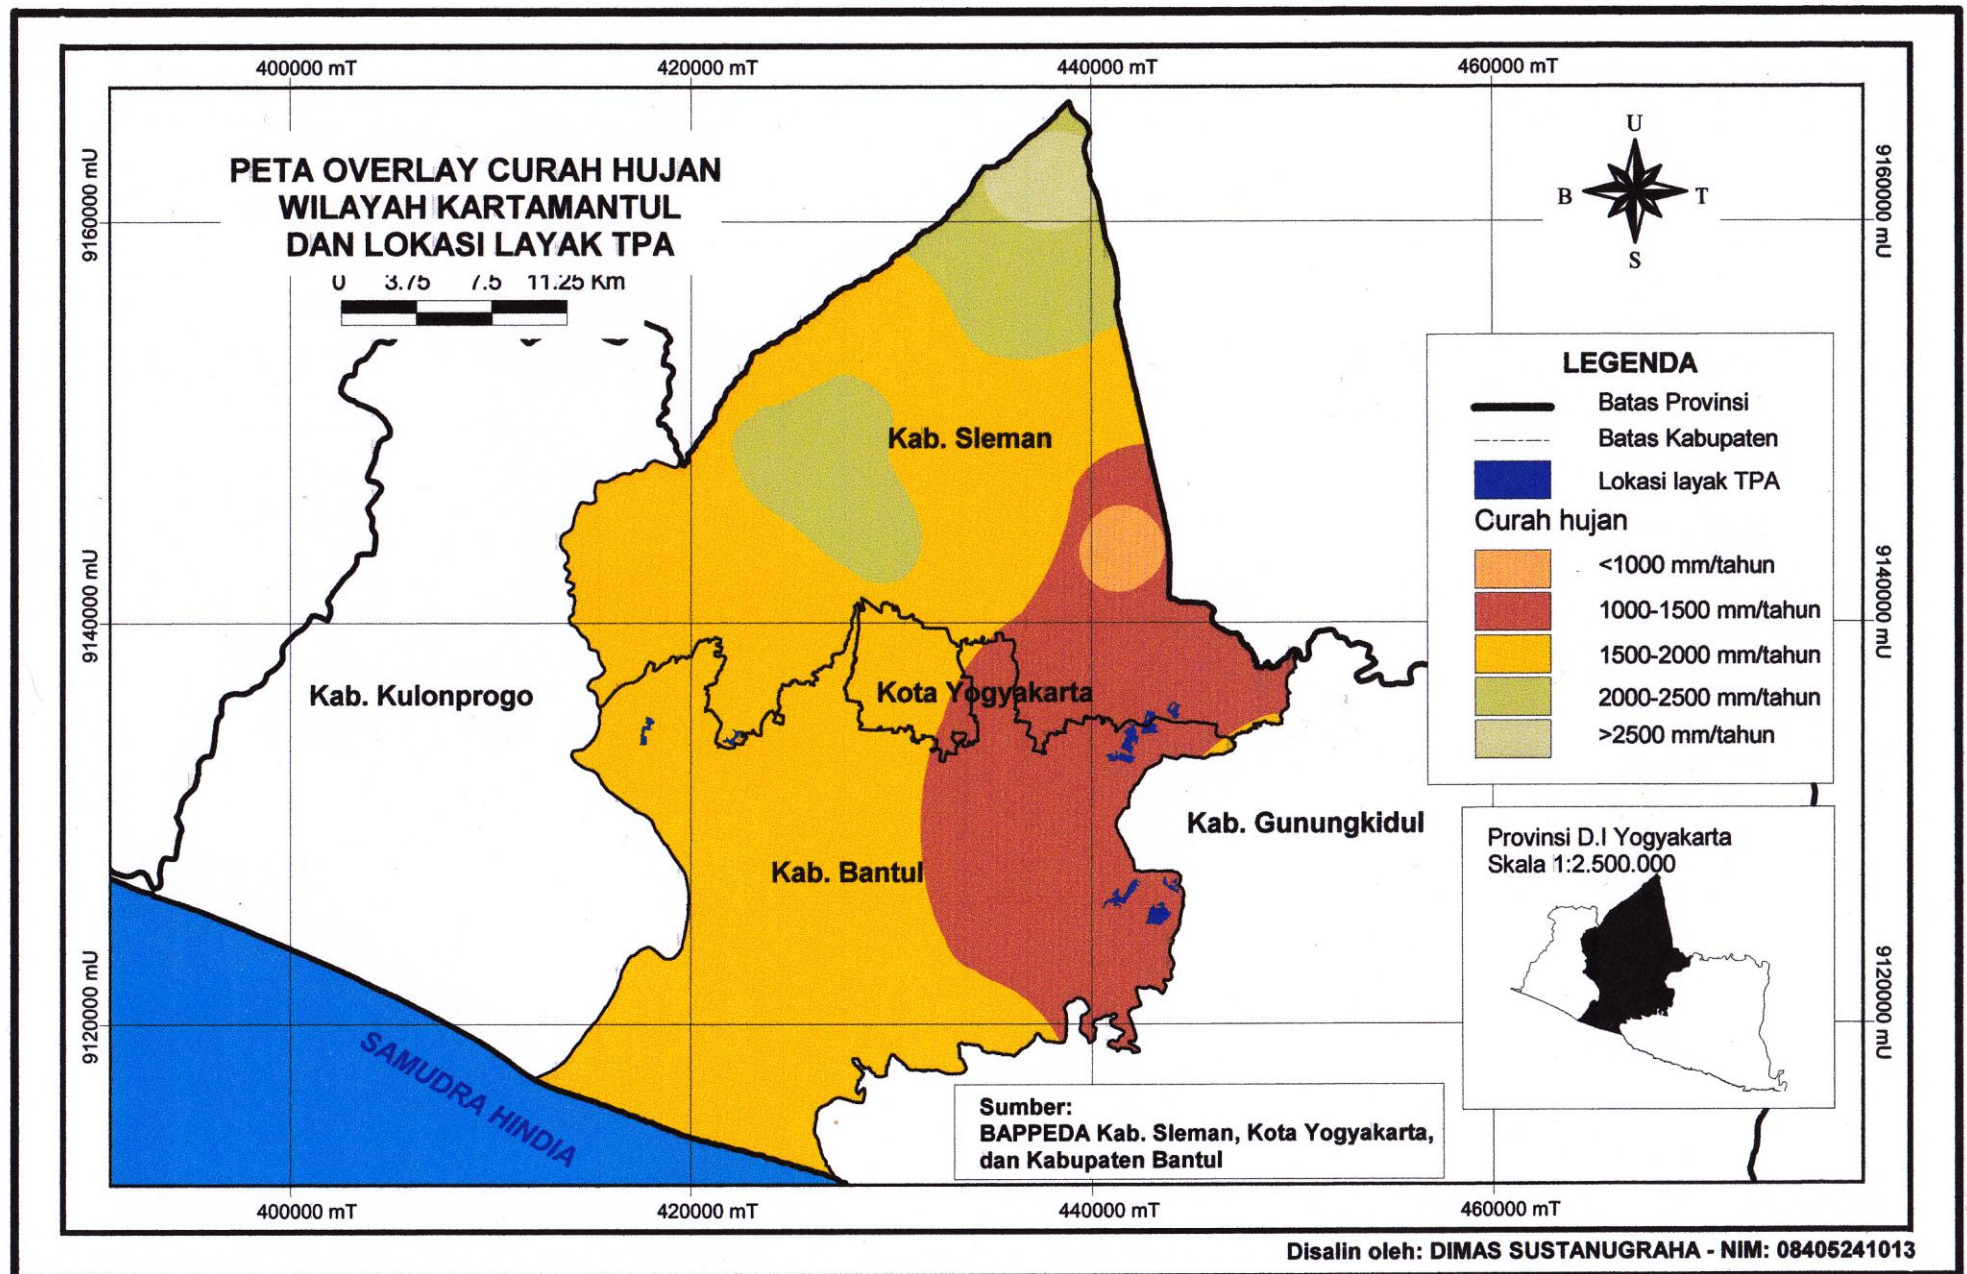 400000 mT
420000 mT
440000 mT
460000 mT
9160000 mU
9140000 mU
9120000 mU
PETA OVERLAY CURAH HUJAN
WILAYAH KARTAMANTUL
DAN LOKASI LAYAK TPA
0 3.75 7.5 11.25 Km
U
B
T
S
9160000 mU
9140000 mU
9120000 mU
Kab. Sleman
Kab. Kulonprogo
Kota Yogyakarta
Kab. Bantul
Kab. Gunungkidul
SAMUDRA HINDIA
LEGENDA
Batas Provinsi
Batas Kabupaten
Lokasi layak TPA
Curah hujan
<1000 mm/tahun
1000-1500 mm/tahun
1500-2000 mm/tahun
2000-2500 mm/tahun
>2500 mm/tahun
Provinsi D.I Yogyakarta
Skala 1:2.500.000
Sumber:
BAPPEDA Kab. Sleman, Kota Yogyakarta,
dan Kabupaten Bantul
400000 mT
420000 mT
440000 mT
460000 mT
Disalin oleh: DIMAS SUSTANUGRAHA - NIM: 08405241013